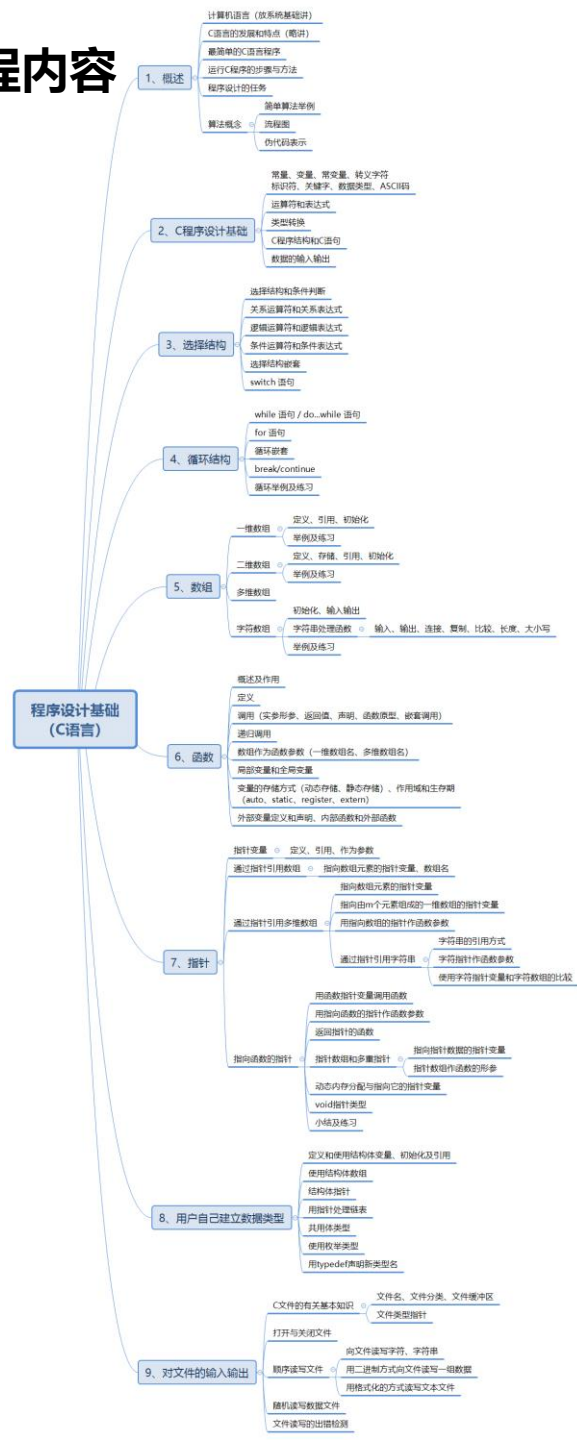 程内容
程序设计基础
（C语言）
1、概述
计算机语言（放系统基础讲）
C语言的发展和特点（略讲）
最简单的C语言程序
运行C程序的步骤与方法
程序设计的任务
算法概念
简单算法举例
流程图
伪代码表示
2、C程序设计基础
常量、变量、常变量、转义字符
标识符、关键字、数据类型、ASCII码
运算符和表达式
类型转换
C程序结构和C语句
数据的输入输出
3、选择结构
选择结构和条件判断
关系运算符和关系表达式
逻辑运算符和逻辑表达式
条件运算符和条件表达式
选择结构嵌套
switch 语句
4、循环结构
while 语句 / do...while 语句
for 语句
循环嵌套
break/continue
循环举例及练习
5、数组
一维数组
定义、引用、初始化
举例及练习
二维数组
定义、存储、引用、初始化
举例及练习
多维数组
字符数组
初始化、输入输出
字符串处理函数
输入、输出、连接、复制、比较、长度、大小写
举例及练习
6、函数
概述及作用
定义
调用（实参形参、返回值、声明、函数原型、嵌套调用）
递归调用
数组作为函数参数（一维数组名、多维数组名）
局部变量和全局变量
变量的存储方式（动态存储、静态存储）、作用域和生存期
（auto、static、register、extern）
外部变量定义和声明、内部函数和外部函数
7、指针
指针变量
定义、引用、作为参数
通过指针引用数组
指向数组元素的指针变量、数组名
通过指针引用多维数组
指向数组元素的指针变量
指向由m个元素组成的一维数组的指针变量
用指向数组的指针作函数参数
通过指针引用字符串
字符串的引用方式
字符指针作函数参数
使用字符指针变量和字符数组的比较
指向函数的指针
用函数指针变量调用函数
用指向函数的指针作函数参数
返回指针的函数
指针数组和多重指针
指向指针数据的指针变量
指针数组作函数的形参
动态内存分配与指向它的指针变量
void指针类型
小结及练习
8、用户自己建立数据类型
定义和使用结构体变量、初始化及引用
使用结构体数组
结构体指针
用指针处理链表
共用体类型
使用枚举类型
用typedef声明新类型名
9、对文件的输入输出
C文件的有关基本知识
文件名、文件分类、文件缓冲区
文件类型指针
打开与关闭文件
顺序读写文件
向文件读写字符、字符串
用二进制方式向文件读写一组数据
用格式化的方式读写文本文件
随机读写数据文件
文件读写的出错检测